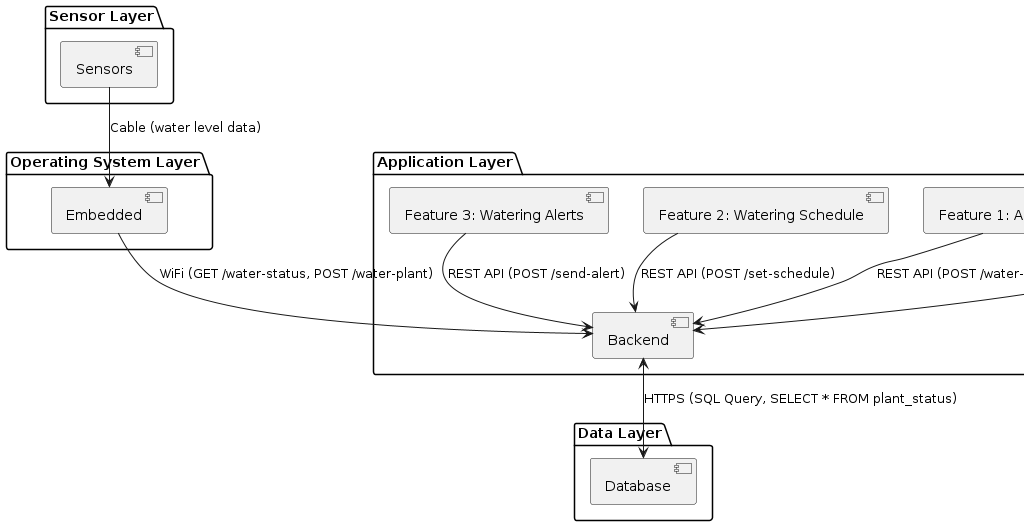 Sensor Layer
Sensors
Cable (water level data)
Operating System Layer
Embedded
Application Layer
Feature 3: Watering Alerts
Feature 2: Watering Schedule
Feature 1: A
WiFi (GET /water-status, POST /water-plant)
REST API (POST /send-alert)
REST API (POST /set-schedule)
REST API (POST /water-
Backend
HTTPS (SQL Query, SELECT * FROM plant_status)
Data Layer
Database